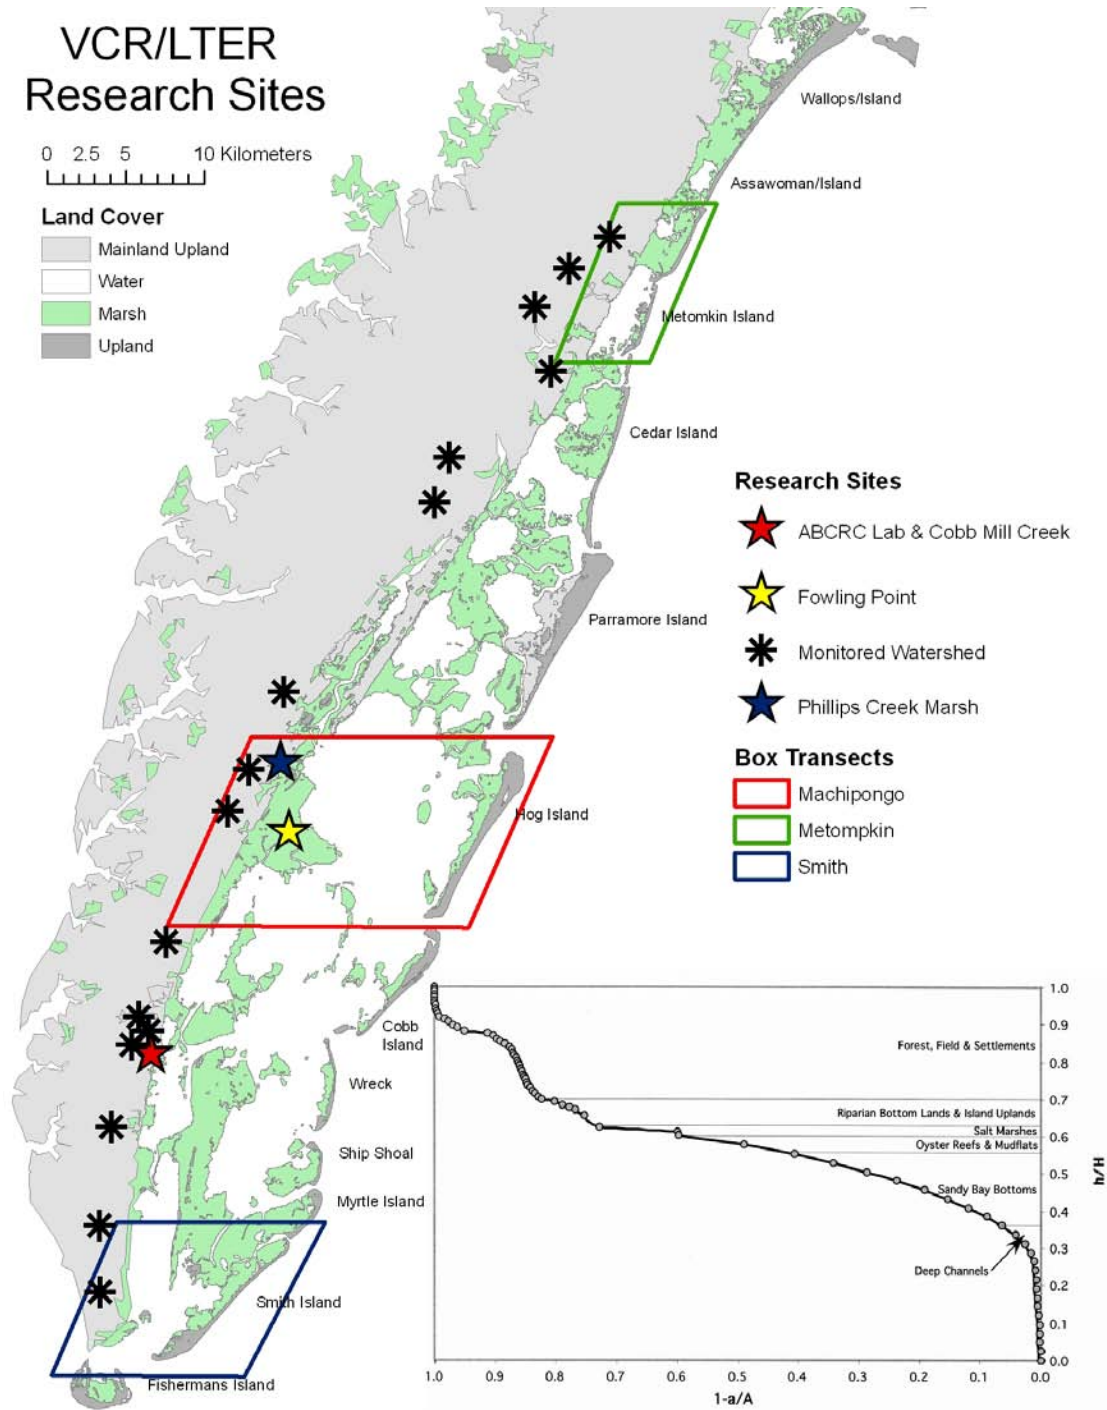 VCR/LTER
Research Sites
0 2.5 5 10 Kilometers
Land Cover
Mainland Upland
Water
Marsh
Upland
Wallops/Island
Assawoman/Island
Metomkin Island
Cedar Island
Parramore Island
Hog Island
Cobb
Island
Wreck
Ship Shoal
Myrtle Island
Smith Island
Fishermans Island
Research Sites
ABCRC Lab & Cobb Mill Creek
Fowling Point
Monitored Watershed
Phillips Creek Marsh
Box Transects
Machipongo
Metompkin
Smith
Forest, Field & Settlements
Riparian Bottom Lands & Island Uplands
Salt Marshes
Oyster Reefs & Mudflats
Sandy Bay Bottoms
Deep Channels
1.0
0.9
0.8
0.7
0.6
0.5
0.4
0.3
0.2
0.1
0.0
h/H
1.0 0.9 0.8 0.7 0.6 0.5 0.4 0.3 0.2 0.1 0.0
1-a/A